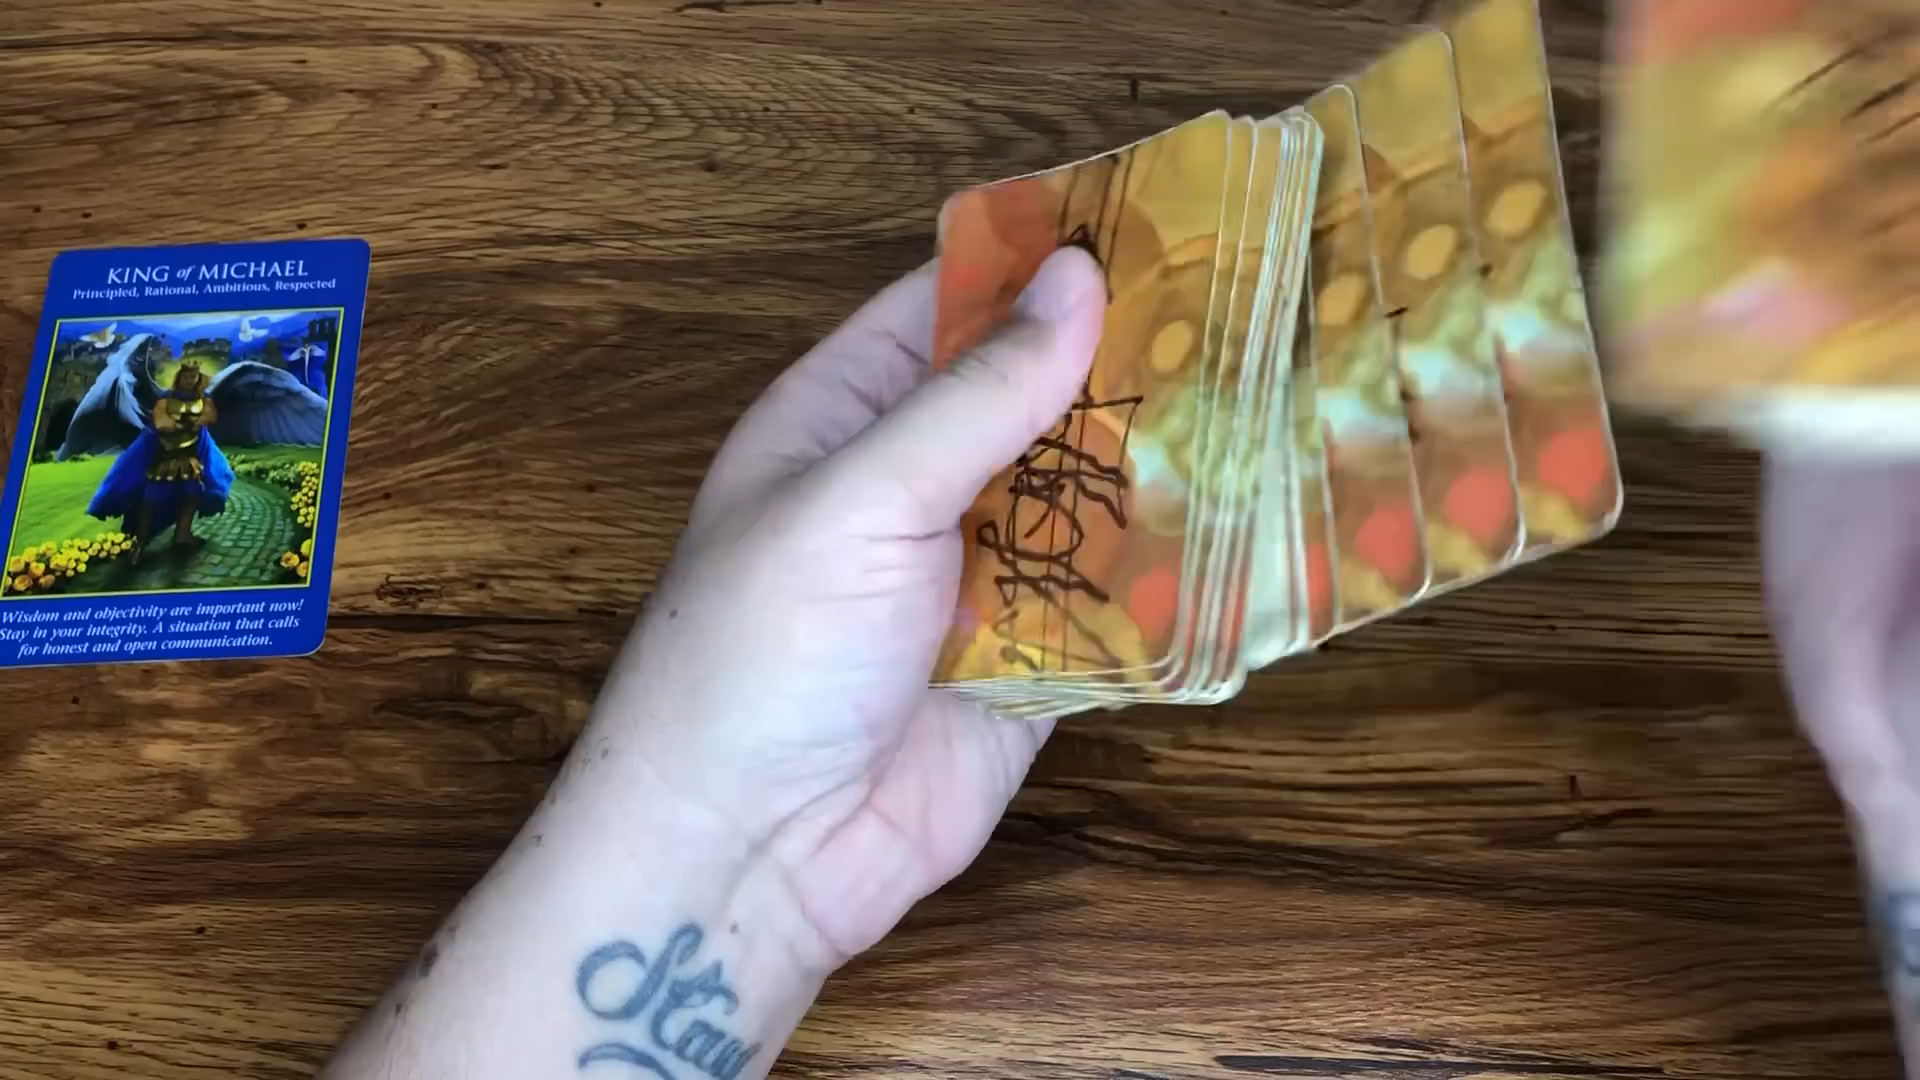 KING of MICHAEL
Principled, Rational, Ambitious, Respected
Wisdom and objectivity are important now!
Stay in your integrity. A situation that calls
for honest and open communication.